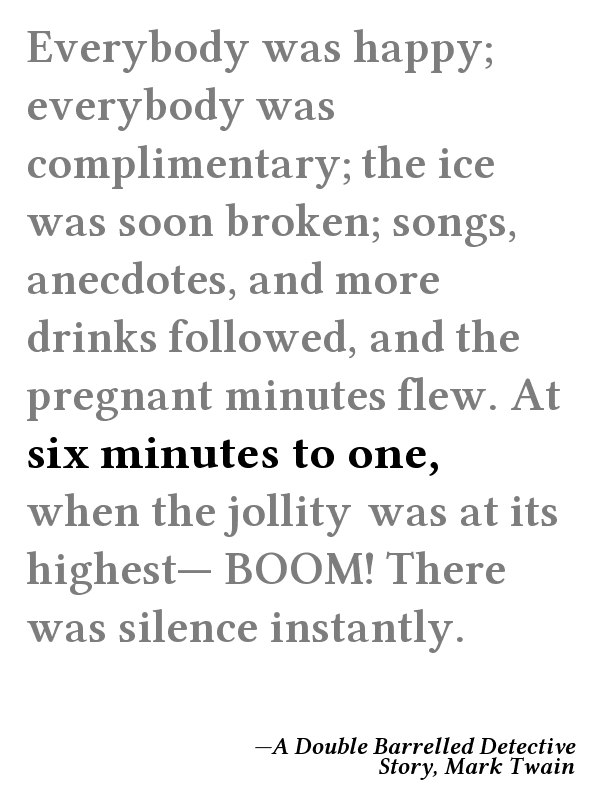 Everybody was happy;
everybody was
complimentary; the ice
was soon broken; songs,
anecdotes, and more
drinks followed, and the
pregnant minutes flew. At
six minutes to one,
when the jollity was at its
highest— BOOM! There
was silence instantly.
—A Double Barrelled Detective
Story, Mark Twain